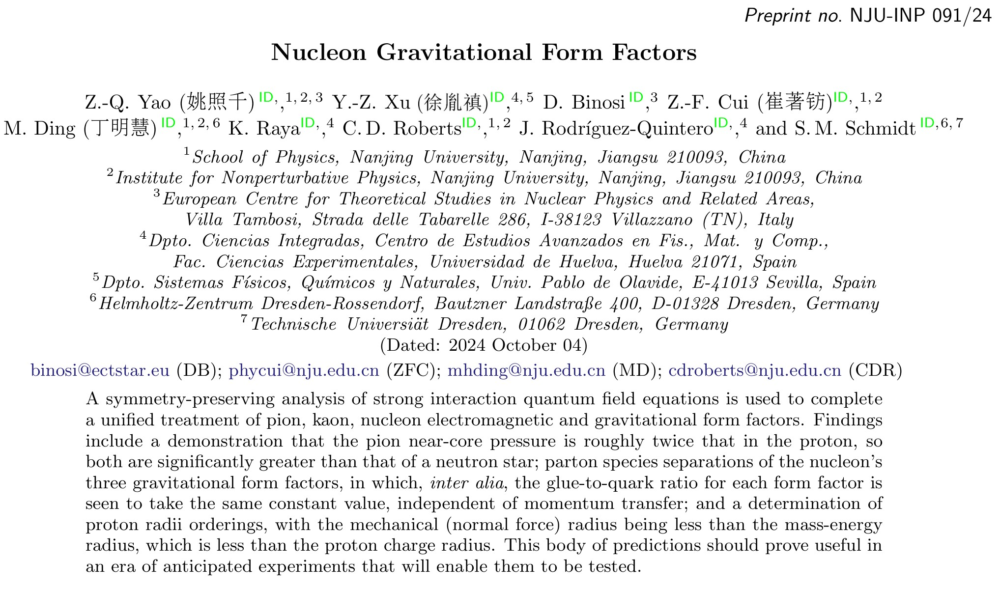 Preprint no. NJU-INP 091/24
Nucleon Gravitational Form Factors
Z.-Q. Yao (姚照千) ID, ,1, 2, 3 Y.-Z. Xu (徐胤禛) ID ,4, 5 D. Binosi ID ,3 Z.-F. Cui (崔著钫) ID, ,1, 2
M. Ding (丁明慧) ID ,1, 2, 6 K. Raya ID, ,4 C. D. Roberts ID, ,1, 2 J. Rodríguez-Quintero ID, ,4 and S. M. Schmidt ID, 6, 7
1 School of Physics, Nanjing University, Nanjing, Jiangsu 210093, China
2 Institute for Nonperturbative Physics, Nanjing University, Nanjing, Jiangsu 210093, China
3 European Centre for Theoretical Studies in Nuclear Physics and Related Areas,
Villa Tambosi, Strada delle Tabarelle 286, I-38123 Villazzano (TN), Italy
4 Dpto. Ciencias Integradas, Centro de Estudios Avanzados en Fis., Mat. y Comp.,
Fac. Ciencias Experimentales, Universidad de Huelva, Huelva 21071, Spain
5 Dpto. Sistemas Físicos, Químicos y Naturales, Univ. Pablo de Olavide, E-41013 Sevilla, Spain
6 Helmholtz-Zentrum Dresden-Rossendorf, Bautzner Landstraße 400, D-01328 Dresden, Germany
7 Technische Universiät Dresden, 01062 Dresden, Germany
(Dated: 2024 October 04)
binosi@ectstar.eu (DB); phycui@nju.edu.cn (ZFC); mhding@nju.edu.cn (MD); cdroberts@nju.edu.cn (CDR)
A symmetry-preserving analysis of strong interaction quantum field equations is used to complete
a unified treatment of pion, kaon, nucleon electromagnetic and gravitational form factors. Findings
include a demonstration that the pion near-core pressure is roughly twice that in the proton, so
both are significantly greater than that of a neutron star; parton species separations of the nucleon's
three gravitational form factors, in which, inter alia, the glue-to-quark ratio for each form factor is
seen to take the same constant value, independent of momentum transfer; and a determination of
proton radii orderings, with the mechanical (normal force) radius being less than the mass-energy
radius, which is less than the proton charge radius. This body of predictions should prove useful in
an era of anticipated experiments that will enable them to be tested.